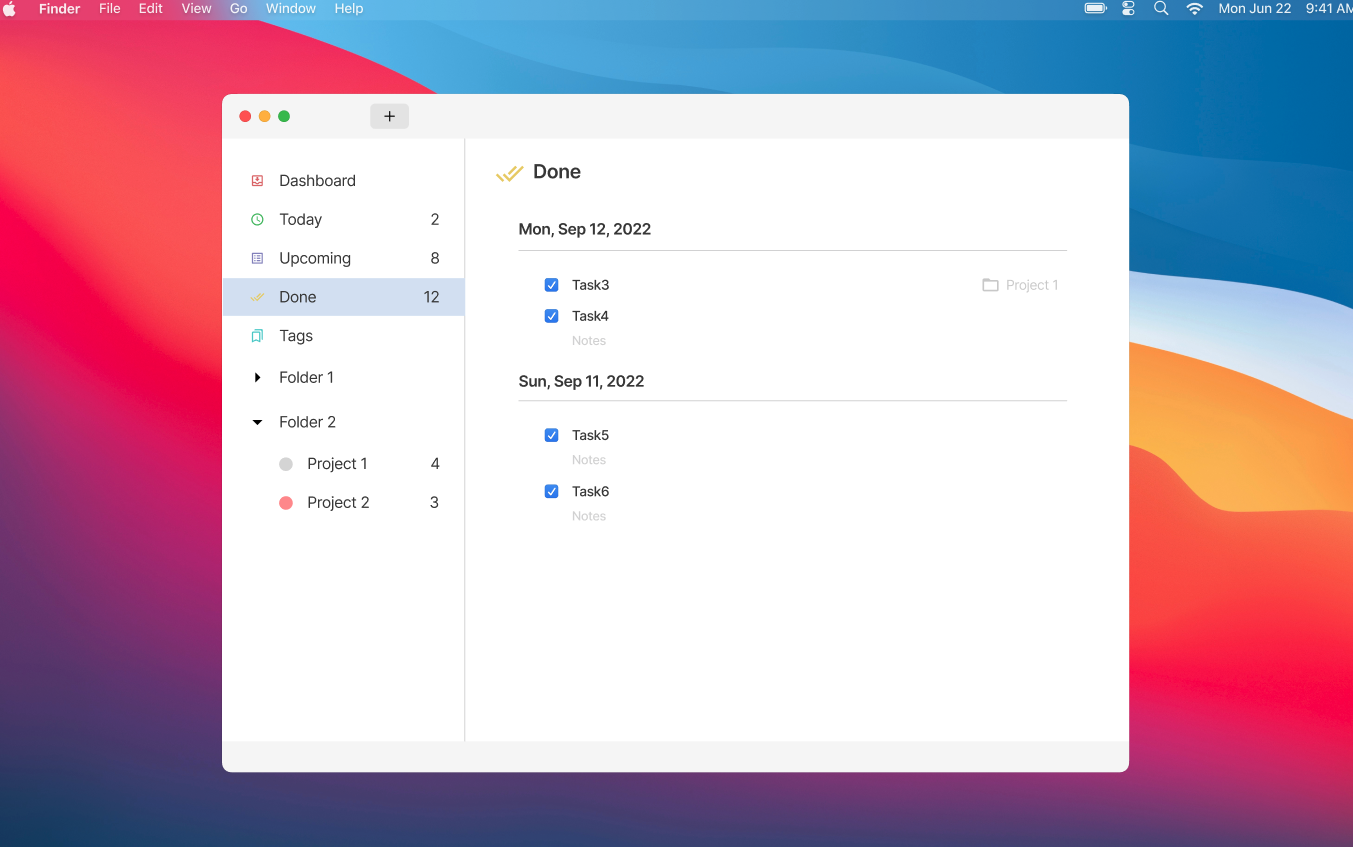 Finder File Edit View Go Window Help Mon Jun 22 9:41 AM
+
Dashboard
Today 2
Upcoming 8
Done 12
Tags
Folder 1
Folder 2
Project 1 4
Project 2 3
Done
Mon, Sep 12, 2022
Task3 Project 1
Task4
Notes
Sun, Sep 11, 2022
Task5
Notes
Task6
Notes